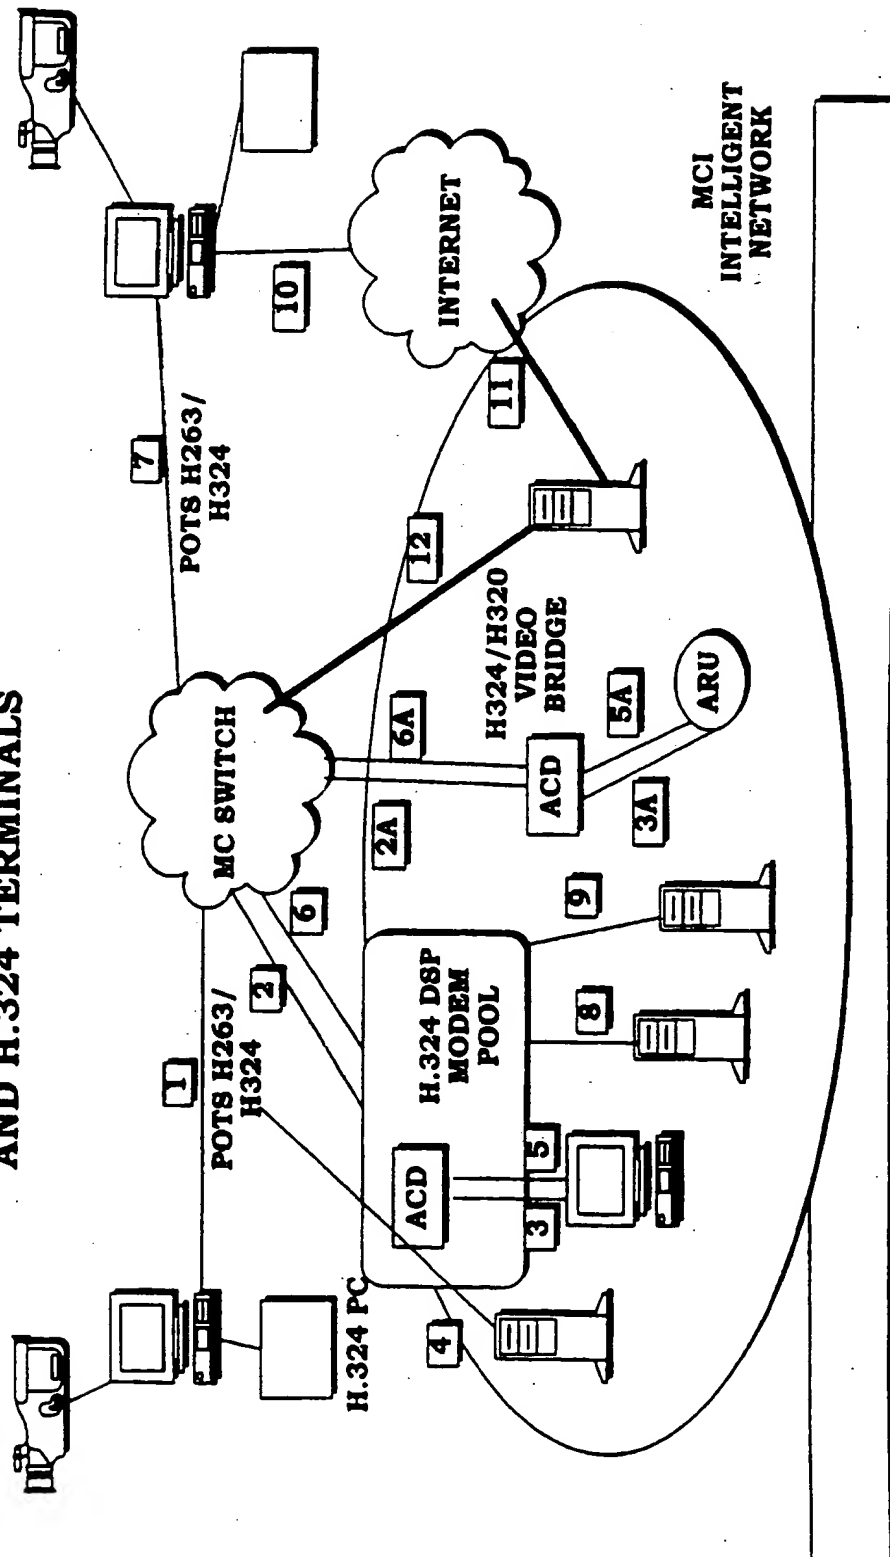 AND H.324 TERMINALS
1
POTS H263/
H324
7
POTS H263/
H324
MC SWITCH
10
INTERNET
H.324 PC
2
6
2A
6A
12
11
MCI
INTELLIGENT
NETWORK
4
ACD
H.324 DSP
MODEM
POOL
ACD
H324/H320
VIDEO
BRIDGE
3
5
8
9
3A
5A
ARU